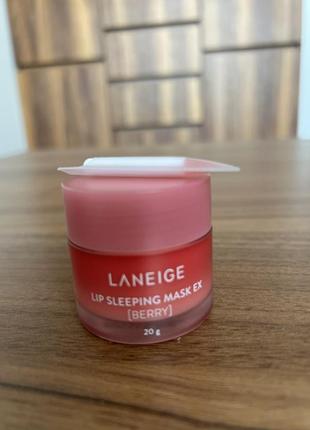 LANEIGE
LIP SLEEPING MASK EX
[BERRY]
20 g